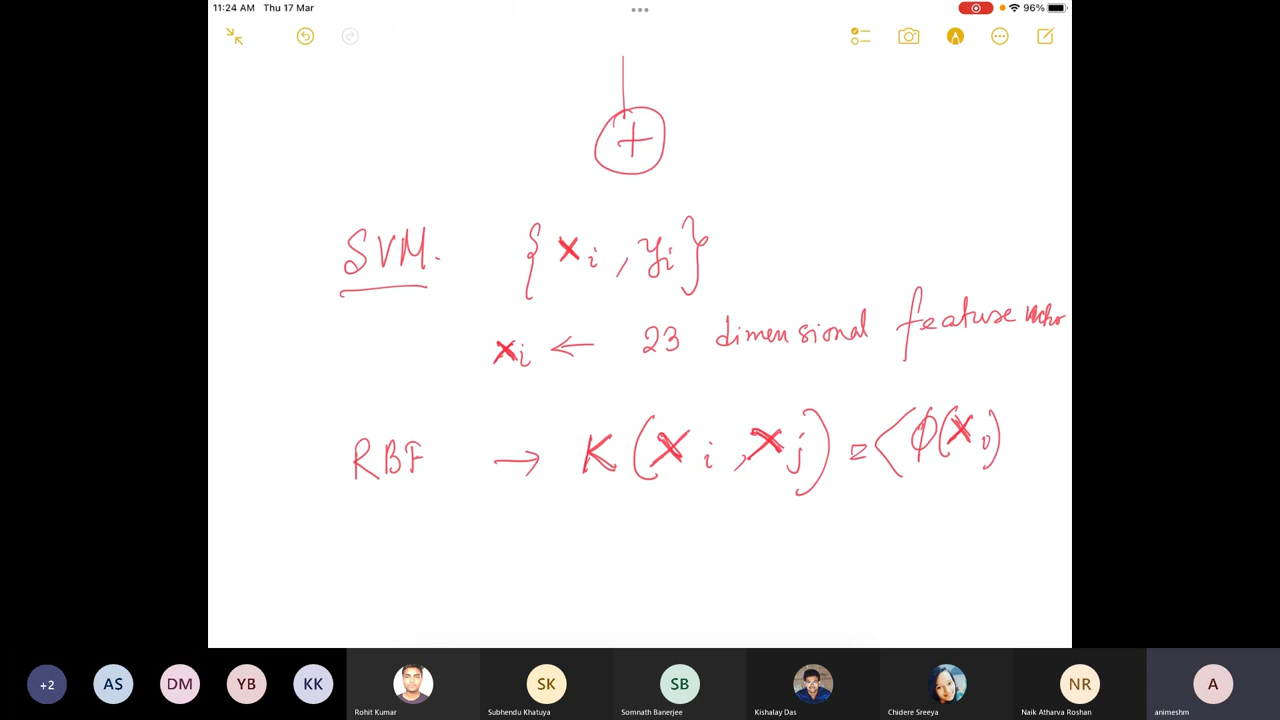 11:24 AM Thu 17 Mar
96%
+
SVM.
{ xi , yi }
xi ← 23 dimensional feature
RBF → K(xi , xj) = <ϕ(xi)
+2
AS
DM
YB
KK
Rohit Kumar
SK
Subhendu Khatuya
SB
Somnath Banerjee
Kishalay Das
Chidere Sreeya
NR
Naik Atharva Roshan
A
animeshm